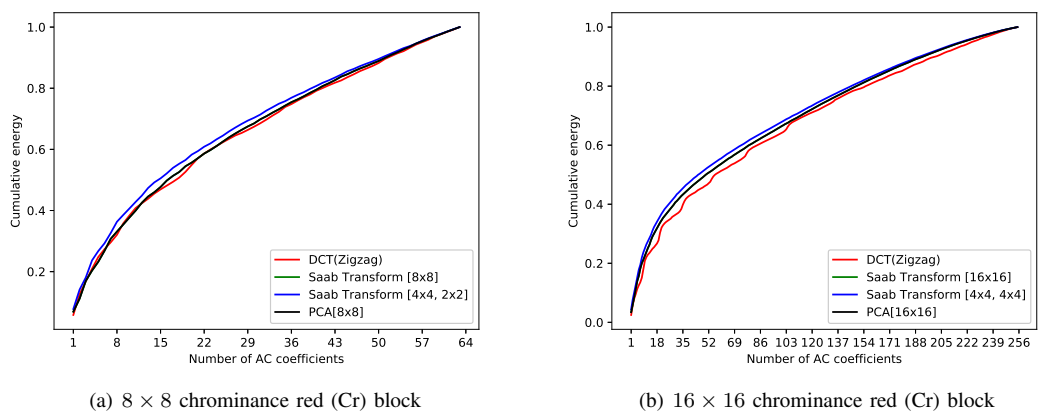 1.0
0.8
0.6
0.4
0.2
Cumulative energy
DCT(Zigzag)
Saab Transform [8x8]
Saab Transform [4x4, 2x2]
PCA[8x8]
1 8 15 22 29 36 43 50 57 64
Number of AC coefficients
(a) 8 × 8 chrominance red (Cr) block
1.0
0.8
0.6
0.4
0.2
0.0
Cumulative energy
DCT(Zigzag)
Saab Transform [16x16]
Saab Transform [4x4, 4x4]
PCA[16x16]
1 18 35 52 69 86 103 120 137 154 171 188 205 222 239 256
Number of AC coefficients
(b) 16 × 16 chrominance red (Cr) block